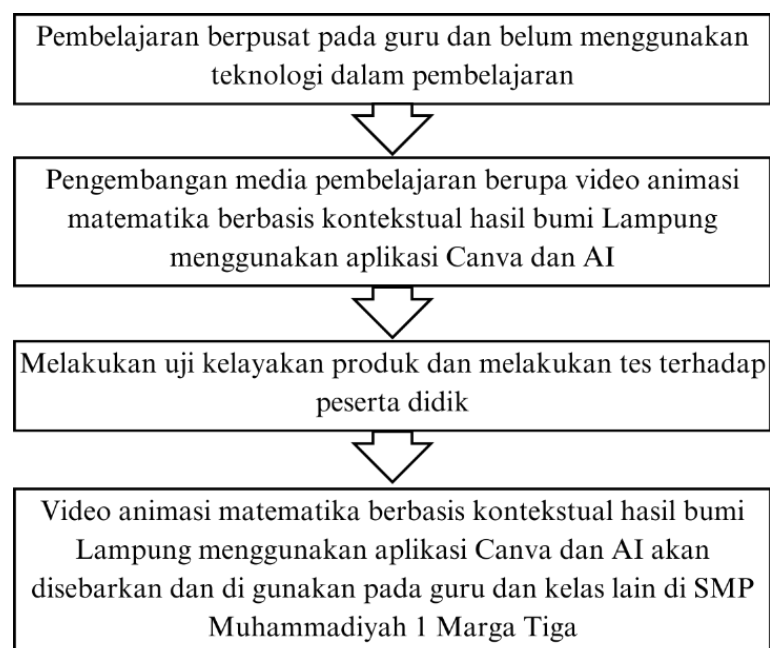 Pembelajaran berpusat pada guru dan belum menggunakan
teknologi dalam pembelajaran
Pengembangan media pembelajaran berupa video animasi
matematika berbasis kontekstual hasil bumi Lampung
menggunakan aplikasi Canva dan AI
Melakukan uji kelayakan produk dan melakukan tes terhadap
peserta didik
Video animasi matematika berbasis kontekstual hasil bumi
Lampung menggunakan aplikasi Canva dan AI akan
disebarkan dan di gunakan pada guru dan kelas lain di SMP
Muhammadiyah 1 Marga Tiga